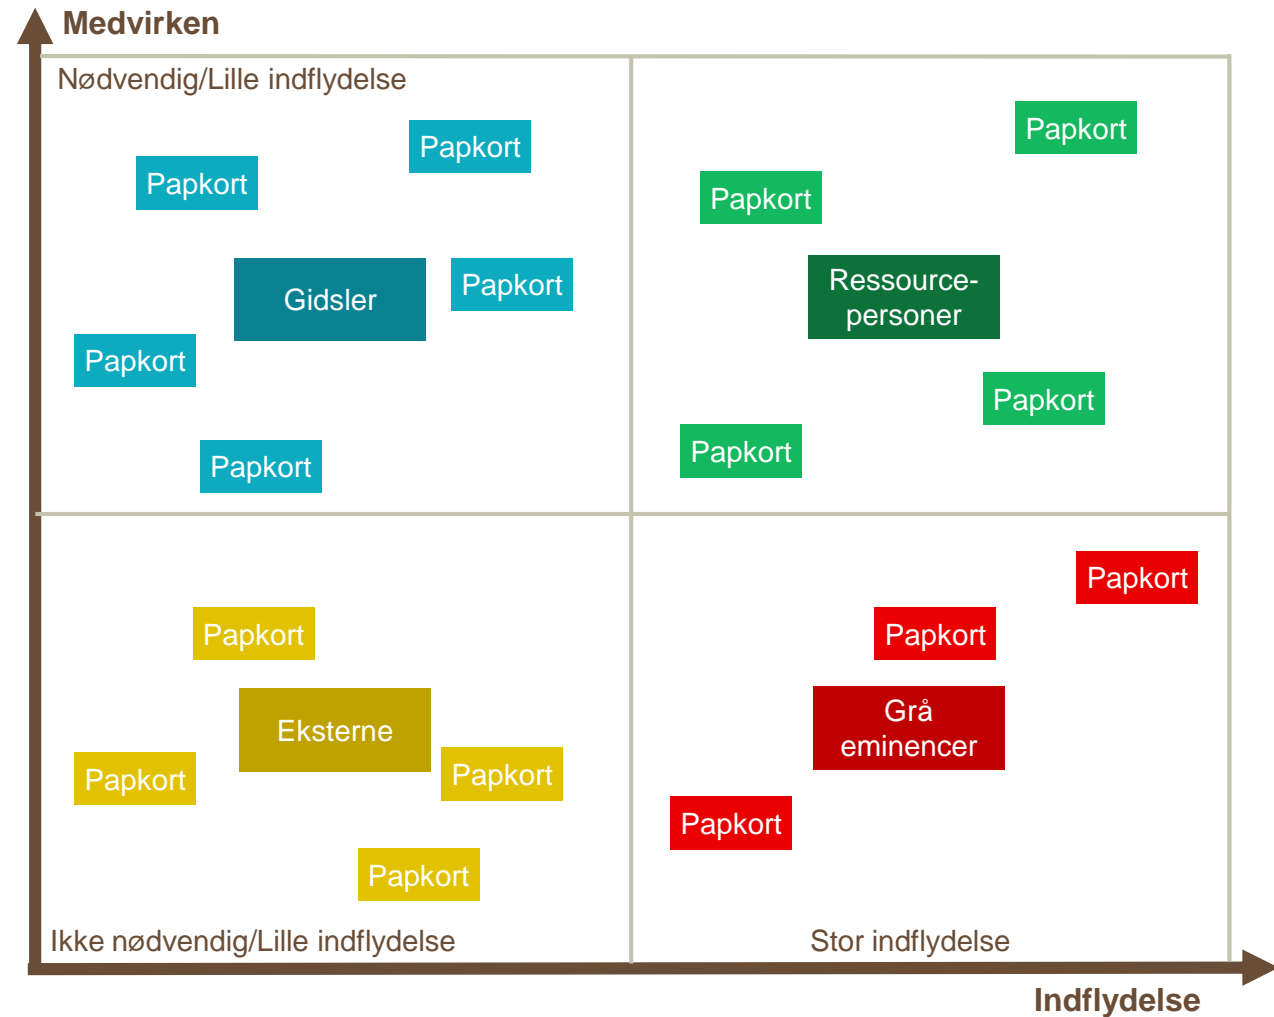 Medvirken
Nødvendig/Lille indflydelse
Papkort
Papkort
Papkort
Papkort
Gidsler
Papkort
Ressource-
personer
Papkort
Papkort
Papkort
Papkort
Papkort
Papkort
Papkort
Papkort
Grå
eminencer
Eksterne
Papkort
Papkort
Papkort
Papkort
Ikke nødvendig/Lille indflydelse
Stor indflydelse
Indflydelse